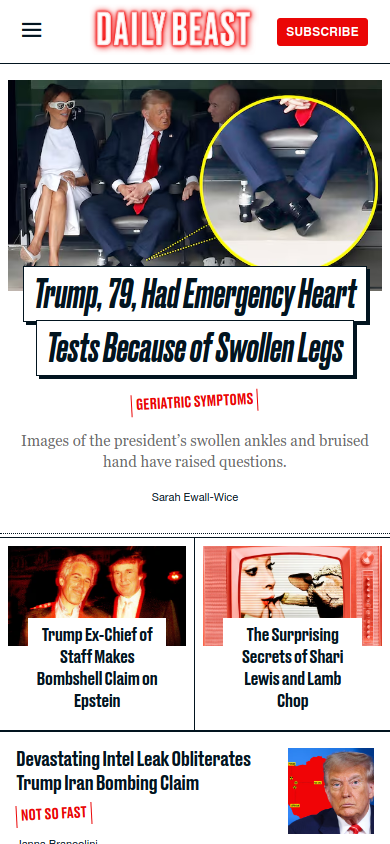 DAILY BEAST
SUBSCRIBE
Trump, 79, Had Emergency Heart
Tests Because of Swollen Legs
GERIATRIC SYMPTOMS
Images of the president's swollen ankles and bruised
hand have raised questions.
Sarah Ewall-Wice
Trump Ex-Chief of
Staff Makes
Bombshell Claim on
Epstein
The Surprising
Secrets of Shari
Lewis and Lamb
Chop
Devastating Intel Leak Obliterates
Trump Iran Bombing Claim
NOT SO FAST